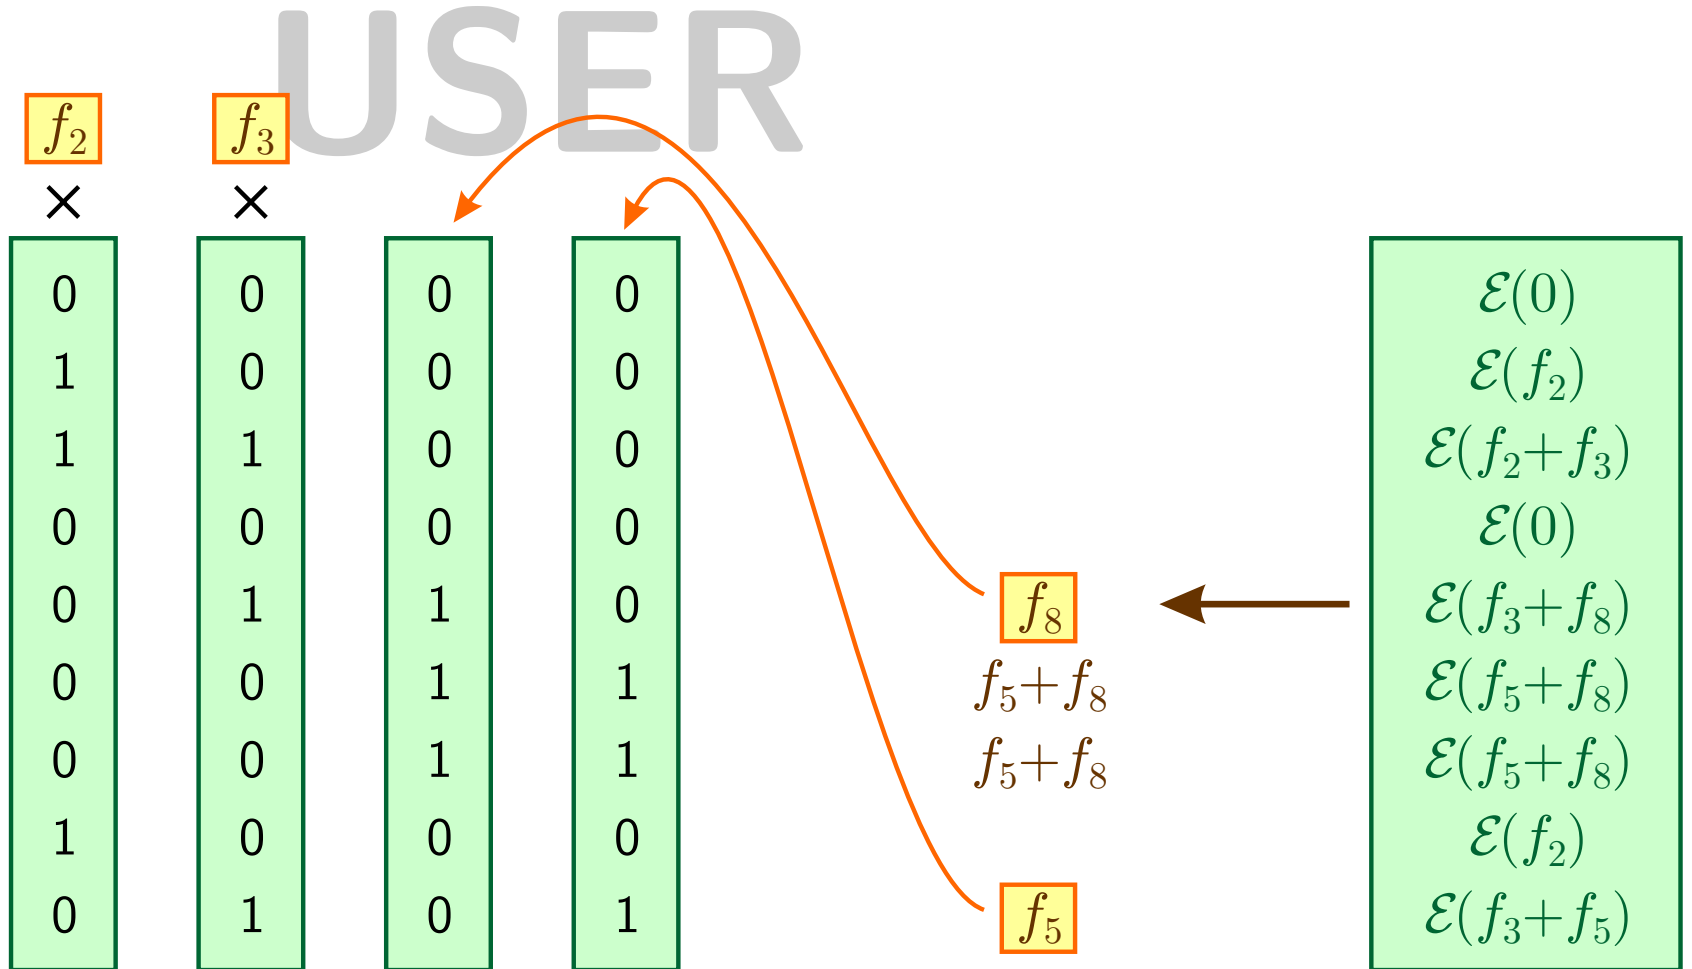 USER
f₂ f₃
× ×
0 0 0 0 ℰ(0)
1 0 0 0 ℰ(f₂)
1 1 0 0 ℰ(f₂+f₃)
0 0 0 0 ℰ(0)
0 1 1 0 f₈ ℰ(f₃+f₈)
0 0 1 1 f₅+f₈ ℰ(f₅+f₈)
0 0 1 1 f₅+f₈ ℰ(f₅+f₈)
1 0 0 0 ℰ(f₂)
0 1 0 1 f₅ ℰ(f₃+f₅)